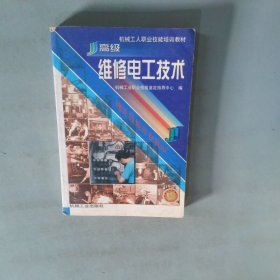 机械工人职业技能培训教材
高级
维修电工技术
机械工业职业技能鉴定指导中心 编
机械工业出版社